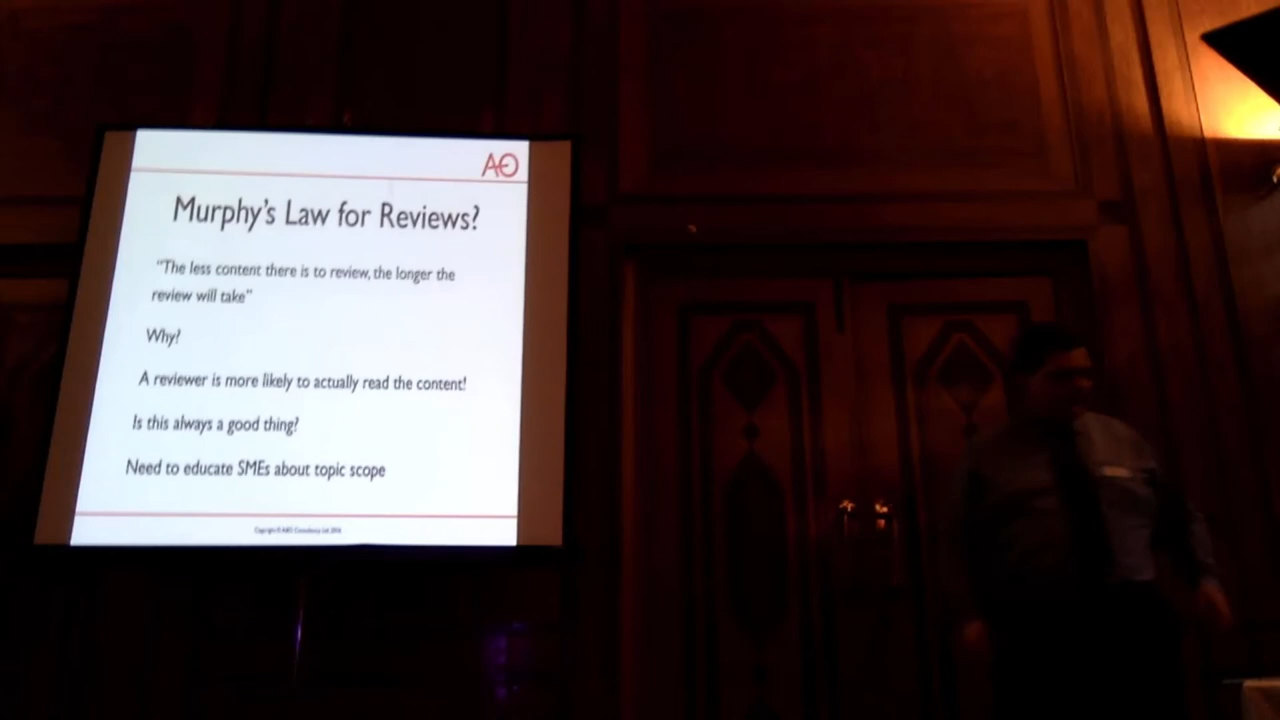 AO
Murphy's Law for Reviews?
"The less content there is to review, the longer the
review will take"
Why?
A reviewer is more likely to actually read the content!
Is this always a good thing?
Need to educate SMEs about topic scope